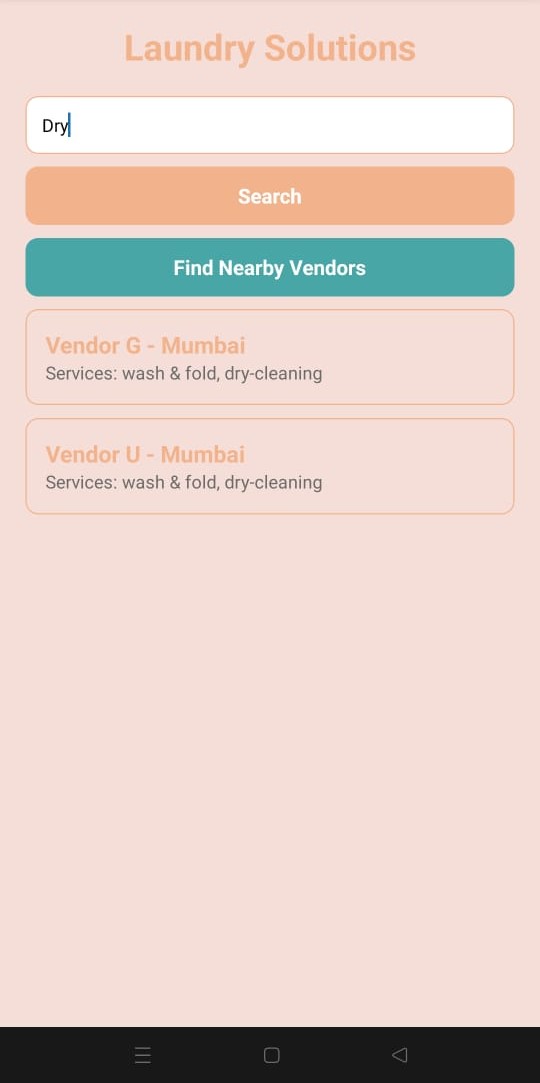 Laundry Solutions
Dry
Search
Find Nearby Vendors
Vendor G - Mumbai
Services: wash & fold, dry-cleaning
Vendor U - Mumbai
Services: wash & fold, dry-cleaning